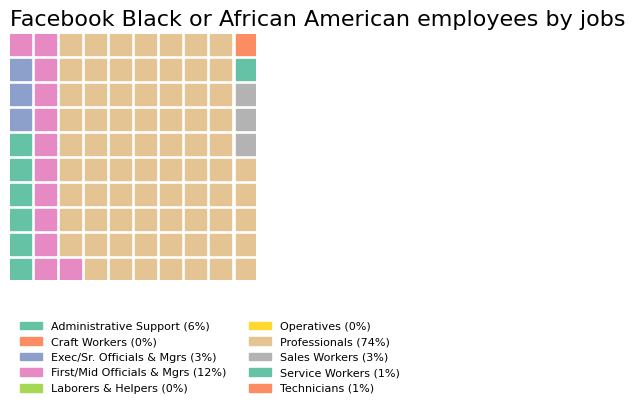 Facebook Black or African American employees by jobs
Administrative Support (6%)
Craft Workers (0%)
Exec/Sr. Officials & Mgrs (3%)
First/Mid Officials & Mgrs (12%)
Laborers & Helpers (0%)
Operatives (0%)
Professionals (74%)
Sales Workers (3%)
Service Workers (1%)
Technicians (1%)